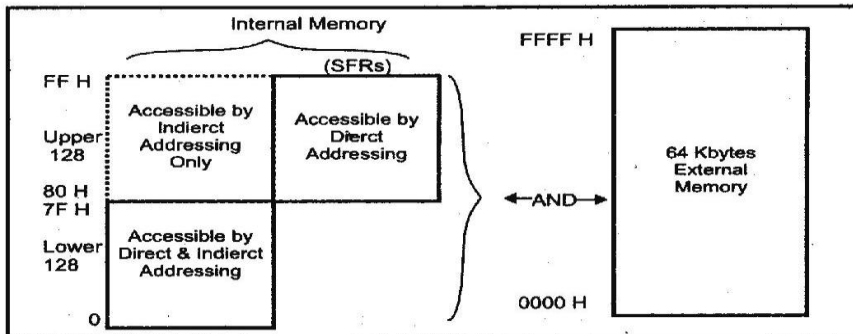 Internal Memory
(SFRs)
FF H
Upper
128
80 H
7F H
Lower
128
0
Accessible by
Indierct
Addressing
Only
Accessible by
Dierct
Addressing
Accessible by
Direct & Indierct
Addressing
AND
FFFF H
64 Kbytes
External
Memory
0000 H